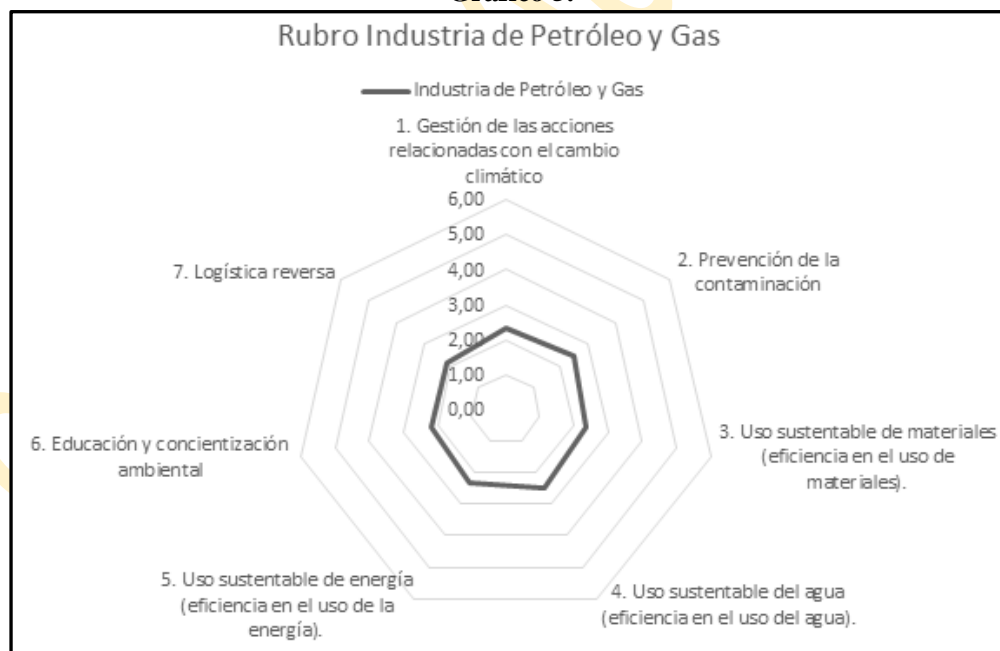 Rubro Industria de Petróleo y Gas
Industria de Petróleo y Gas
1. Gestión de las acciones
relacionadas con el cambio
climático
6,00
5,00
4,00
3,00
2,00
1,00
0,00
2. Prevención de la
contaminación
3. Uso sustentable de materiales
(eficiencia en el uso de
materiales).
4. Uso sustentable del agua
(eficiencia en el uso del agua).
5. Uso sustentable de energía
(eficiencia en el uso de la
energía).
6. Educación y concientización
ambiental
7. Logística reversa